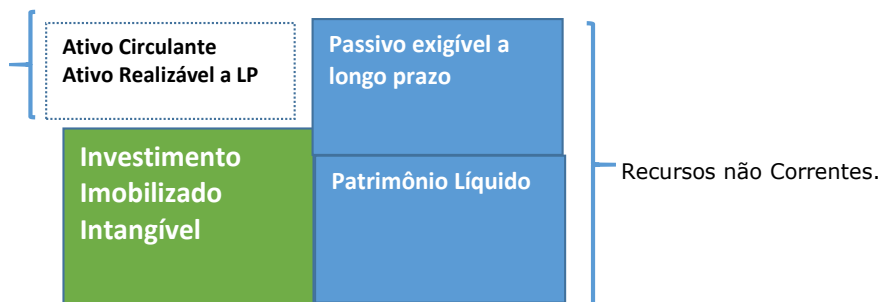 Ativo Circulante
Ativo Realizável a LP
Passivo exigível a
longo prazo
Investimento
Imobilizado
Intangível
Patrimônio Líquido
Recursos não Correntes.